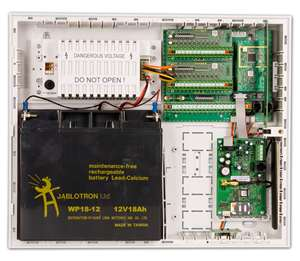 DANGEROUS VOLTAGE
DO NOT OPEN !
maintenance-free
rechargeable
battery Lead-Calcium
JABLOTRON Ltd
WP18-12 12V18Ah
MADE IN TAIWAN